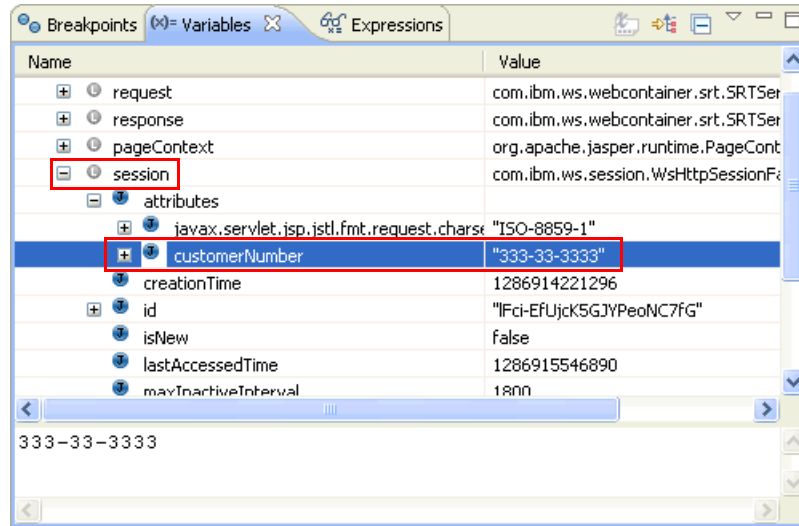 Breakpoints (x)= Variables Expressions
Name Value
request com.ibm.ws.webcontainer.srt.SRTSer
response com.ibm.ws.webcontainer.srt.SRTSer
pageContext org.apache.jasper.runtime.PageCont
session com.ibm.ws.session.WsHttpSessionFa
attributes
javax.servlet.jsp.jstl.fmt.request.charse "ISO-8859-1"
customerNumber "333-33-3333"
creationTime 1286914221296
id "lFci-EfUjcK5GJYPeoNC7fG"
isNew false
lastAccessedTime 1286915546890
maxInactiveInterval 1800
333-33-3333